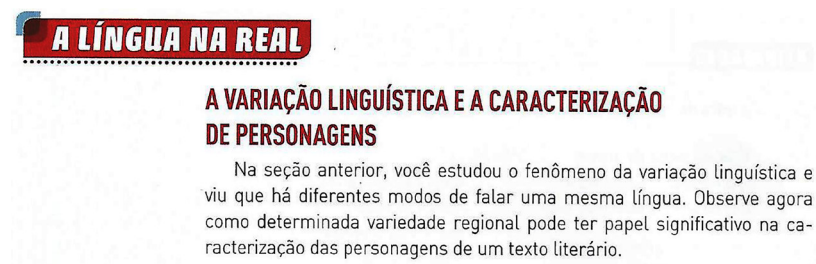 A LÍNGUA NA REAL
A VARIAÇÃO LINGUÍSTICA E A CARACTERIZAÇÃO
DE PERSONAGENS
Na seção anterior, você estudou o fenômeno da variação linguística e
viu que há diferentes modos de falar uma mesma língua. Observe agora
como determinada variedade regional pode ter papel significativo na ca-
racterização das personagens de um texto literário.